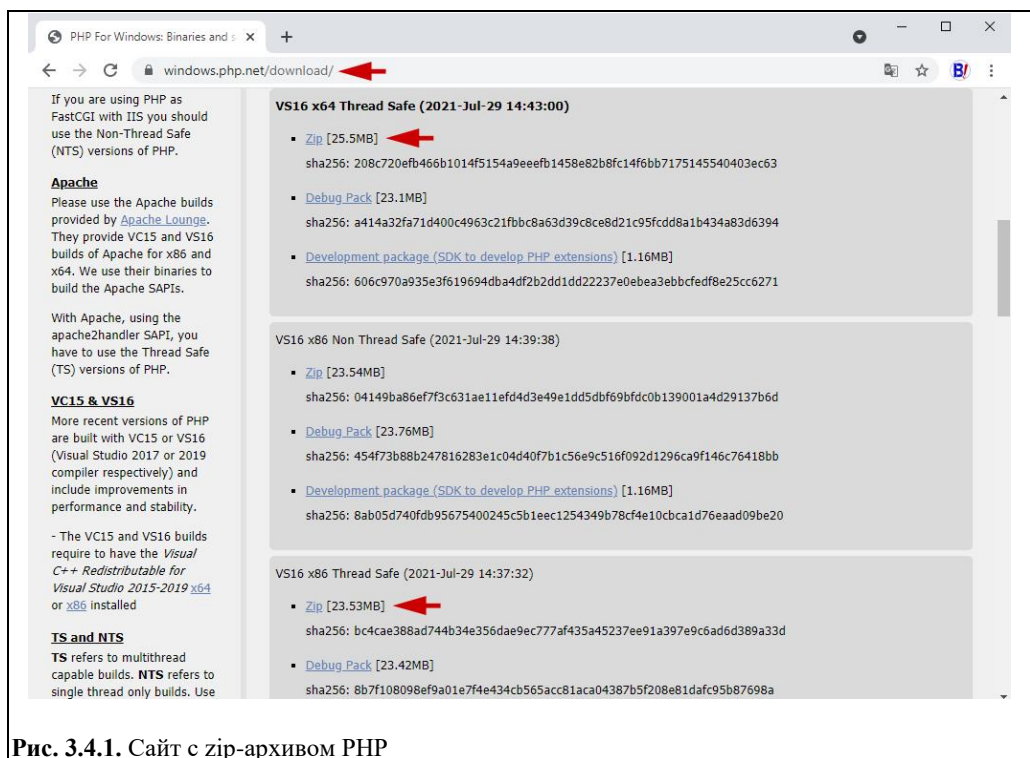 PHP For Windows: Binaries and s
windows.php.net/download/
If you are using PHP as
FastCGI with IIS you should
use the Non-Thread Safe
(NTS) versions of PHP.
Apache
Please use the Apache builds
provided by Apache Lounge.
They provide VC15 and VS16
builds of Apache for x86 and
x64. We use their binaries to
build the Apache SAPIs.
With Apache, using the
apache2handler SAPI, you
have to use the Thread Safe
(TS) versions of PHP.
VC15 & VS16
More recent versions of PHP
are built with VC15 or VS16
(Visual Studio 2017 or 2019
compiler respectively) and
include improvements in
performance and stability.
- The VC15 and VS16 builds
require to have the Visual
C++ Redistributable for
Visual Studio 2015-2019 x64
or x86 installed
TS and NTS
TS refers to multithread
capable builds. NTS refers to
single thread only builds. Use
VS16 x64 Thread Safe (2021-Jul-29 14:43:00)
Zip [25.5MB]
sha256: 208c720efb466b1014f5154a9eeefb1458e82b8fc14f6bb7175145540403ec63
Debug Pack [23.1MB]
sha256: a414a32fa71d400c4963c21fbbc8a63d39c8ce8d21c95fcdd8a1b434a83d6394
Development package (SDK to develop PHP extensions) [1.16MB]
sha256: 606c970a935e3f619694dba4df2b2dd1dd22237e0ebea3ebbcfedf8e25cc6271
VS16 x86 Non Thread Safe (2021-Jul-29 14:39:38)
Zip [23.54MB]
sha256: 04149ba86ef7f3c631ae11efd4d3e49e1dd5dbf69bfdc0b139001a4d29137b6d
Debug Pack [23.76MB]
sha256: 454f73b88b247816283e1c04d40f7b1c56e9c516f092d1296ca9f146c76418bb
Development package (SDK to develop PHP extensions) [1.16MB]
sha256: 8ab05d740fdb95675400245c5b1eec1254349b78cf4e10cbca1d76eaad09be20
VS16 x86 Thread Safe (2021-Jul-29 14:37:32)
Zip [23.53MB]
sha256: bc4cae388ad744b34e356dae9ec777af435a45237ee91a397e9c6ad6d389a33d
Debug Pack [23.42MB]
sha256: 8b7f108098ef9a01e7f4e434cb565acc81aca04387b5f208e81dafc95b87698a
Рис. 3.4.1. Сайт с zip-архивом PHP